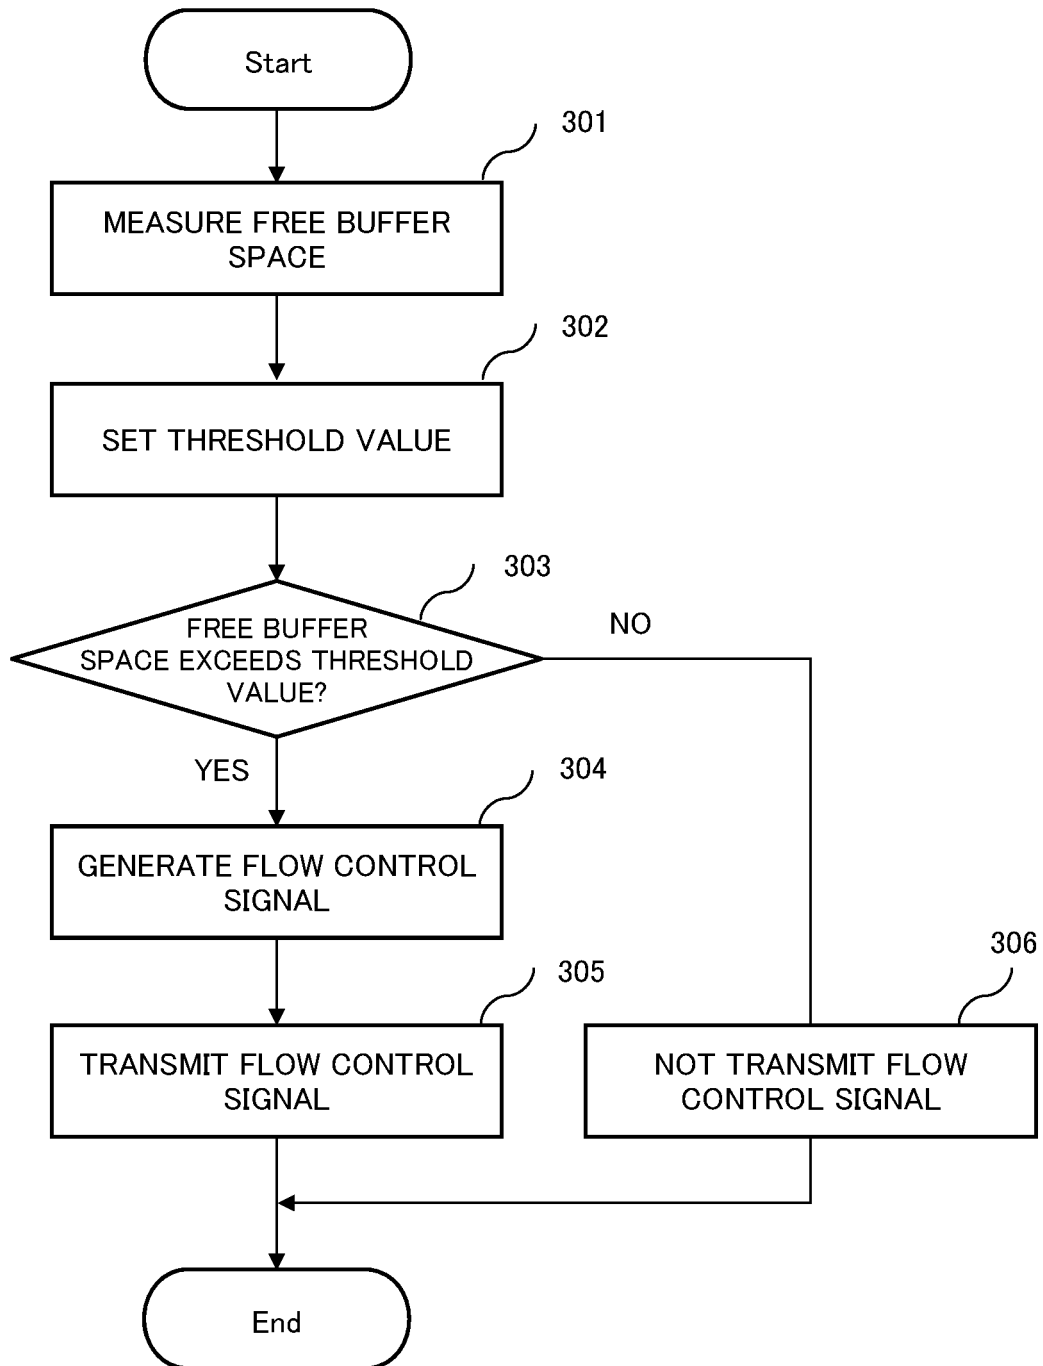 Start
301
MEASURE FREE BUFFER
SPACE
302
SET THRESHOLD VALUE
303
FREE BUFFER
SPACE EXCEEDS THRESHOLD
VALUE?
NO
YES
304
GENERATE FLOW CONTROL
SIGNAL
305
TRANSMIT FLOW CONTROL
SIGNAL
306
NOT TRANSMIT FLOW
CONTROL SIGNAL
End